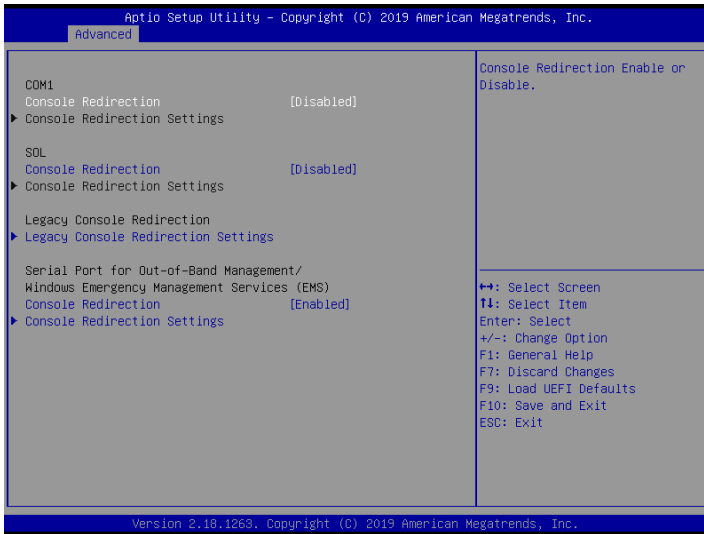 Aptio Setup Utility – Copyright (C) 2019 American Megatrends, Inc.
Advanced
COM1
Console Redirection [Disabled]
▶ Console Redirection Settings
SOL
Console Redirection [Disabled]
▶ Console Redirection Settings
Legacy Console Redirection
▶ Legacy Console Redirection Settings
Serial Port for Out-of-Band Management/
Windows Emergency Management Services (EMS)
Console Redirection [Enabled]
▶ Console Redirection Settings
Console Redirection Enable or
Disable.
↔: Select Screen
↑↓: Select Item
Enter: Select
+/-: Change Option
F1: General Help
F7: Discard Changes
F9: Load UEFI Defaults
F10: Save and Exit
ESC: Exit
Version 2.18.1263. Copyright (C) 2019 American Megatrends, Inc.